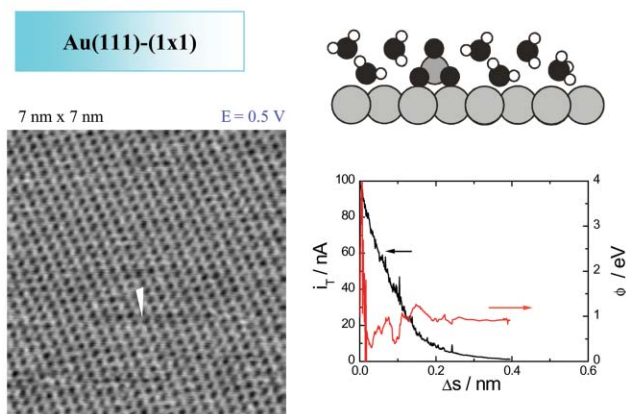 Au(111)-(1x1)
7 nm x 7 nm
E = 0.5 V
100
80
60
40
20
0
4
3
2
1
0
0.0
0.2
0.4
0.6
i_T / nA
ϕ / eV
Δs / nm